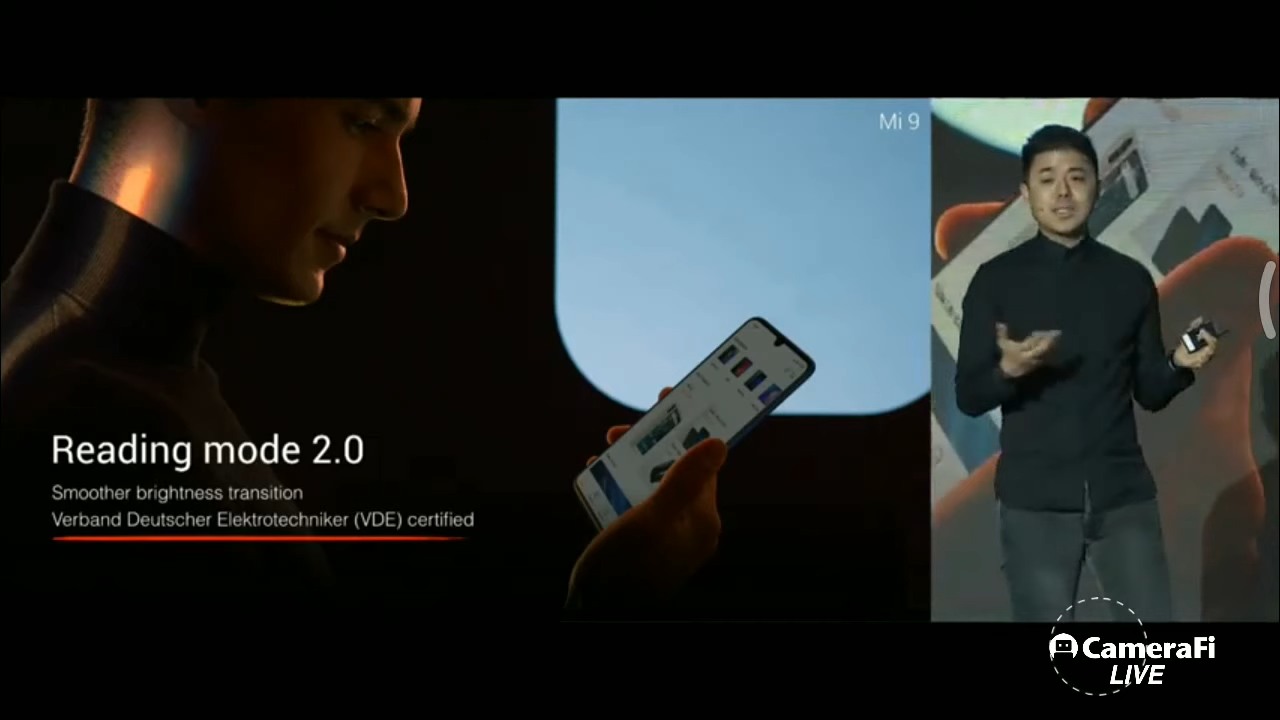 Mi 9
Reading mode 2.0
Smoother brightness transition
Verband Deutscher Elektrotechniker (VDE) certified
CameraFi
LIVE